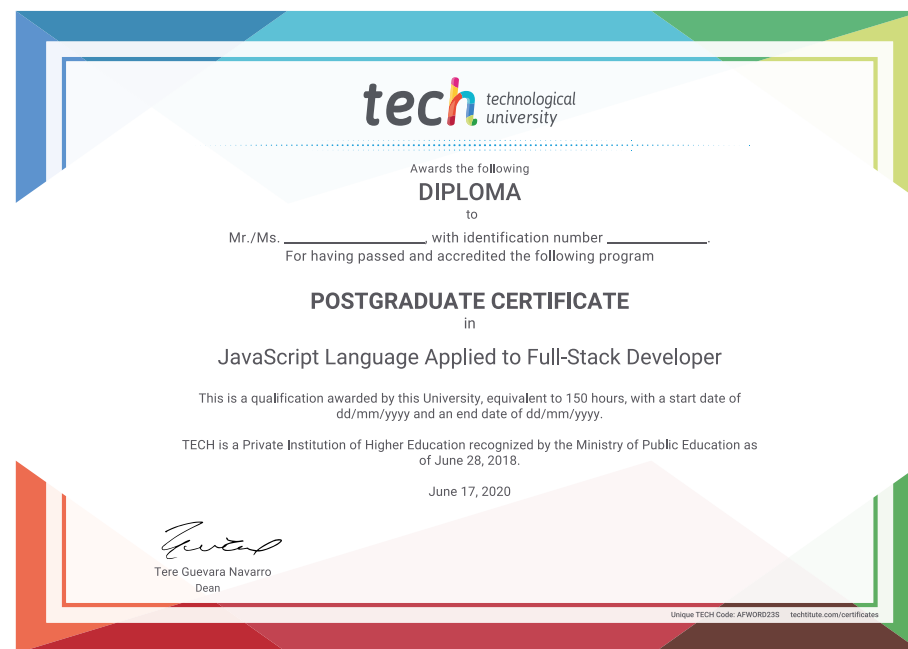 tech technological
university
Awards the following
DIPLOMA
to
Mr./Ms. ____________________, with identification number ______________.
For having passed and accredited the following program
POSTGRADUATE CERTIFICATE
in
JavaScript Language Applied to Full-Stack Developer
This is a qualification awarded by this University, equivalent to 150 hours, with a start date of
dd/mm/yyyy and an end date of dd/mm/yyyy.
TECH is a Private Institution of Higher Education recognized by the Ministry of Public Education as
of June 28, 2018.
June 17, 2020
Tere Guevara Navarro
Dean
Unique TECH Code: AFWORD23S techtitute.com/certificates